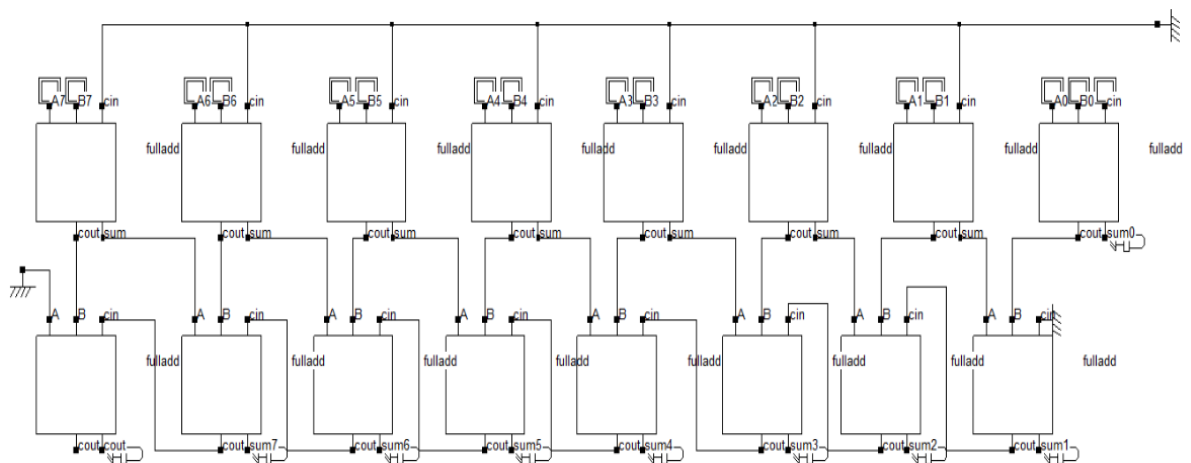 A7 B7 cin A6 B6 cin A5 B5 cin A4 B4 cin A3 B3 cin A2 B2 cin A1 B1 cin A0 B0 cin
fulladd fulladd fulladd fulladd fulladd fulladd fulladd fulladd
cout sum cout sum cout sum cout sum cout sum cout sum cout sum cout sum0
A B cin A B cin A B cin A B cin A B cin A B cin A B cin A B cin
fulladd fulladd fulladd fulladd fulladd fulladd fulladd fulladd
cout cout cout sum7 cout sum6 cout sum5 cout sum4 cout sum3 cout sum2 cout sum1